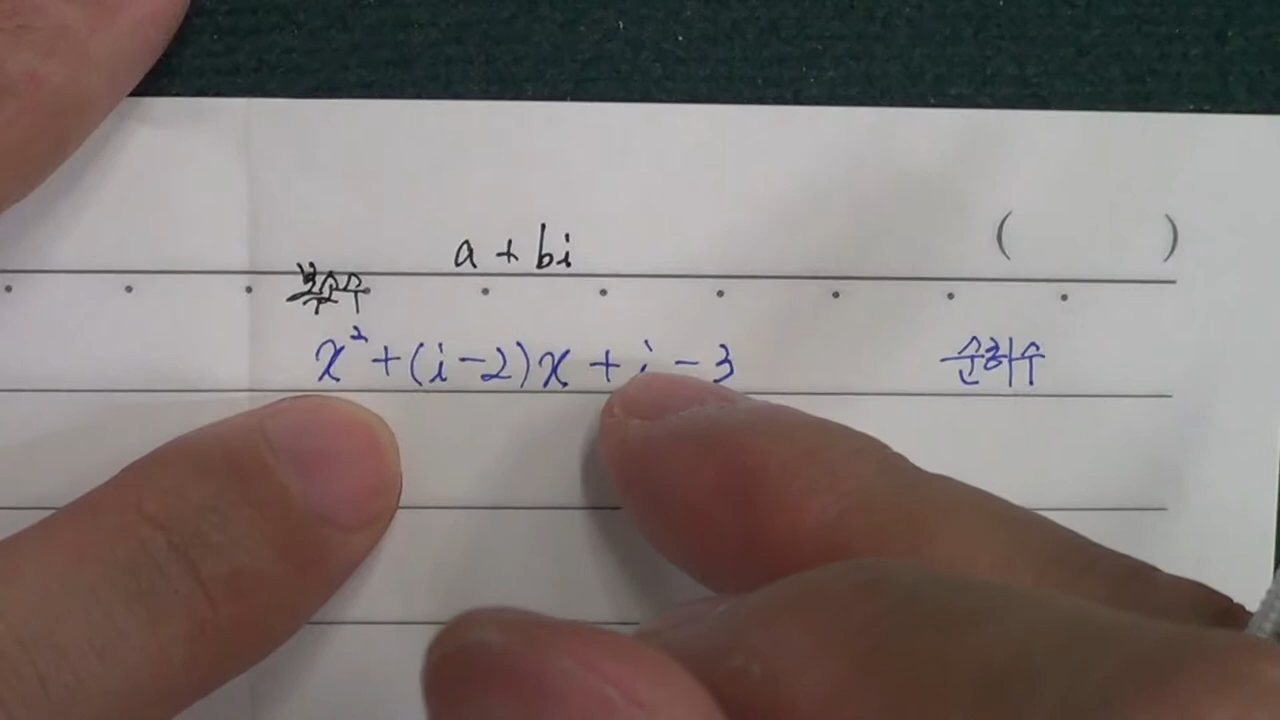 a + bi
( )
복소수
x² + (i - 2)x + i - 3 순허수